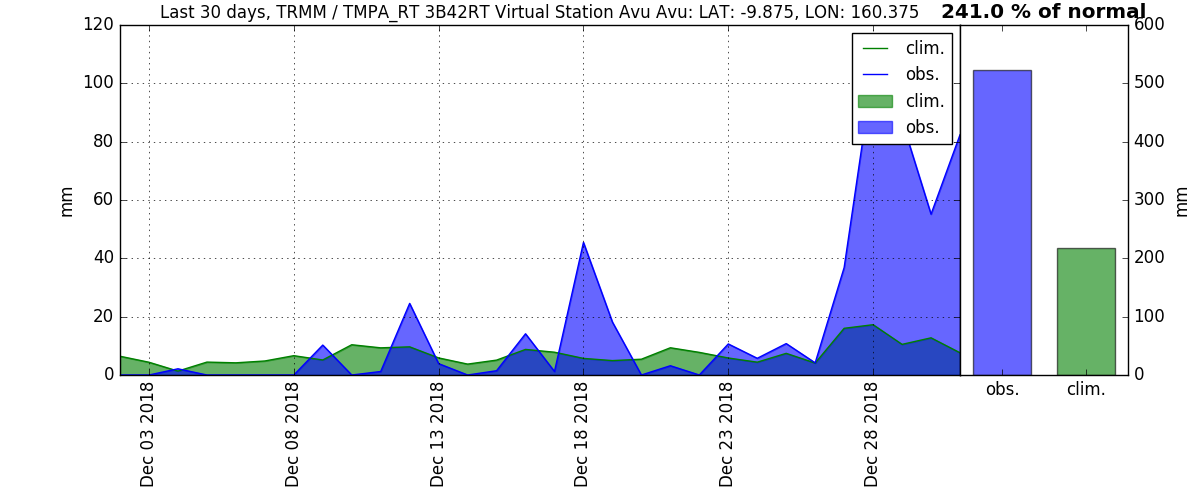 Last 30 days, TRMM / TMPA_RT 3B42RT Virtual Station Avu Avu: LAT: -9.875, LON: 160.375
241.0 % of normal
120
100
80
60
40
20
0
mm
clim.
obs.
clim.
obs.
Dec 03 2018
Dec 08 2018
Dec 13 2018
Dec 18 2018
Dec 23 2018
Dec 28 2018
600
500
400
300
200
100
0
mm
obs.
clim.